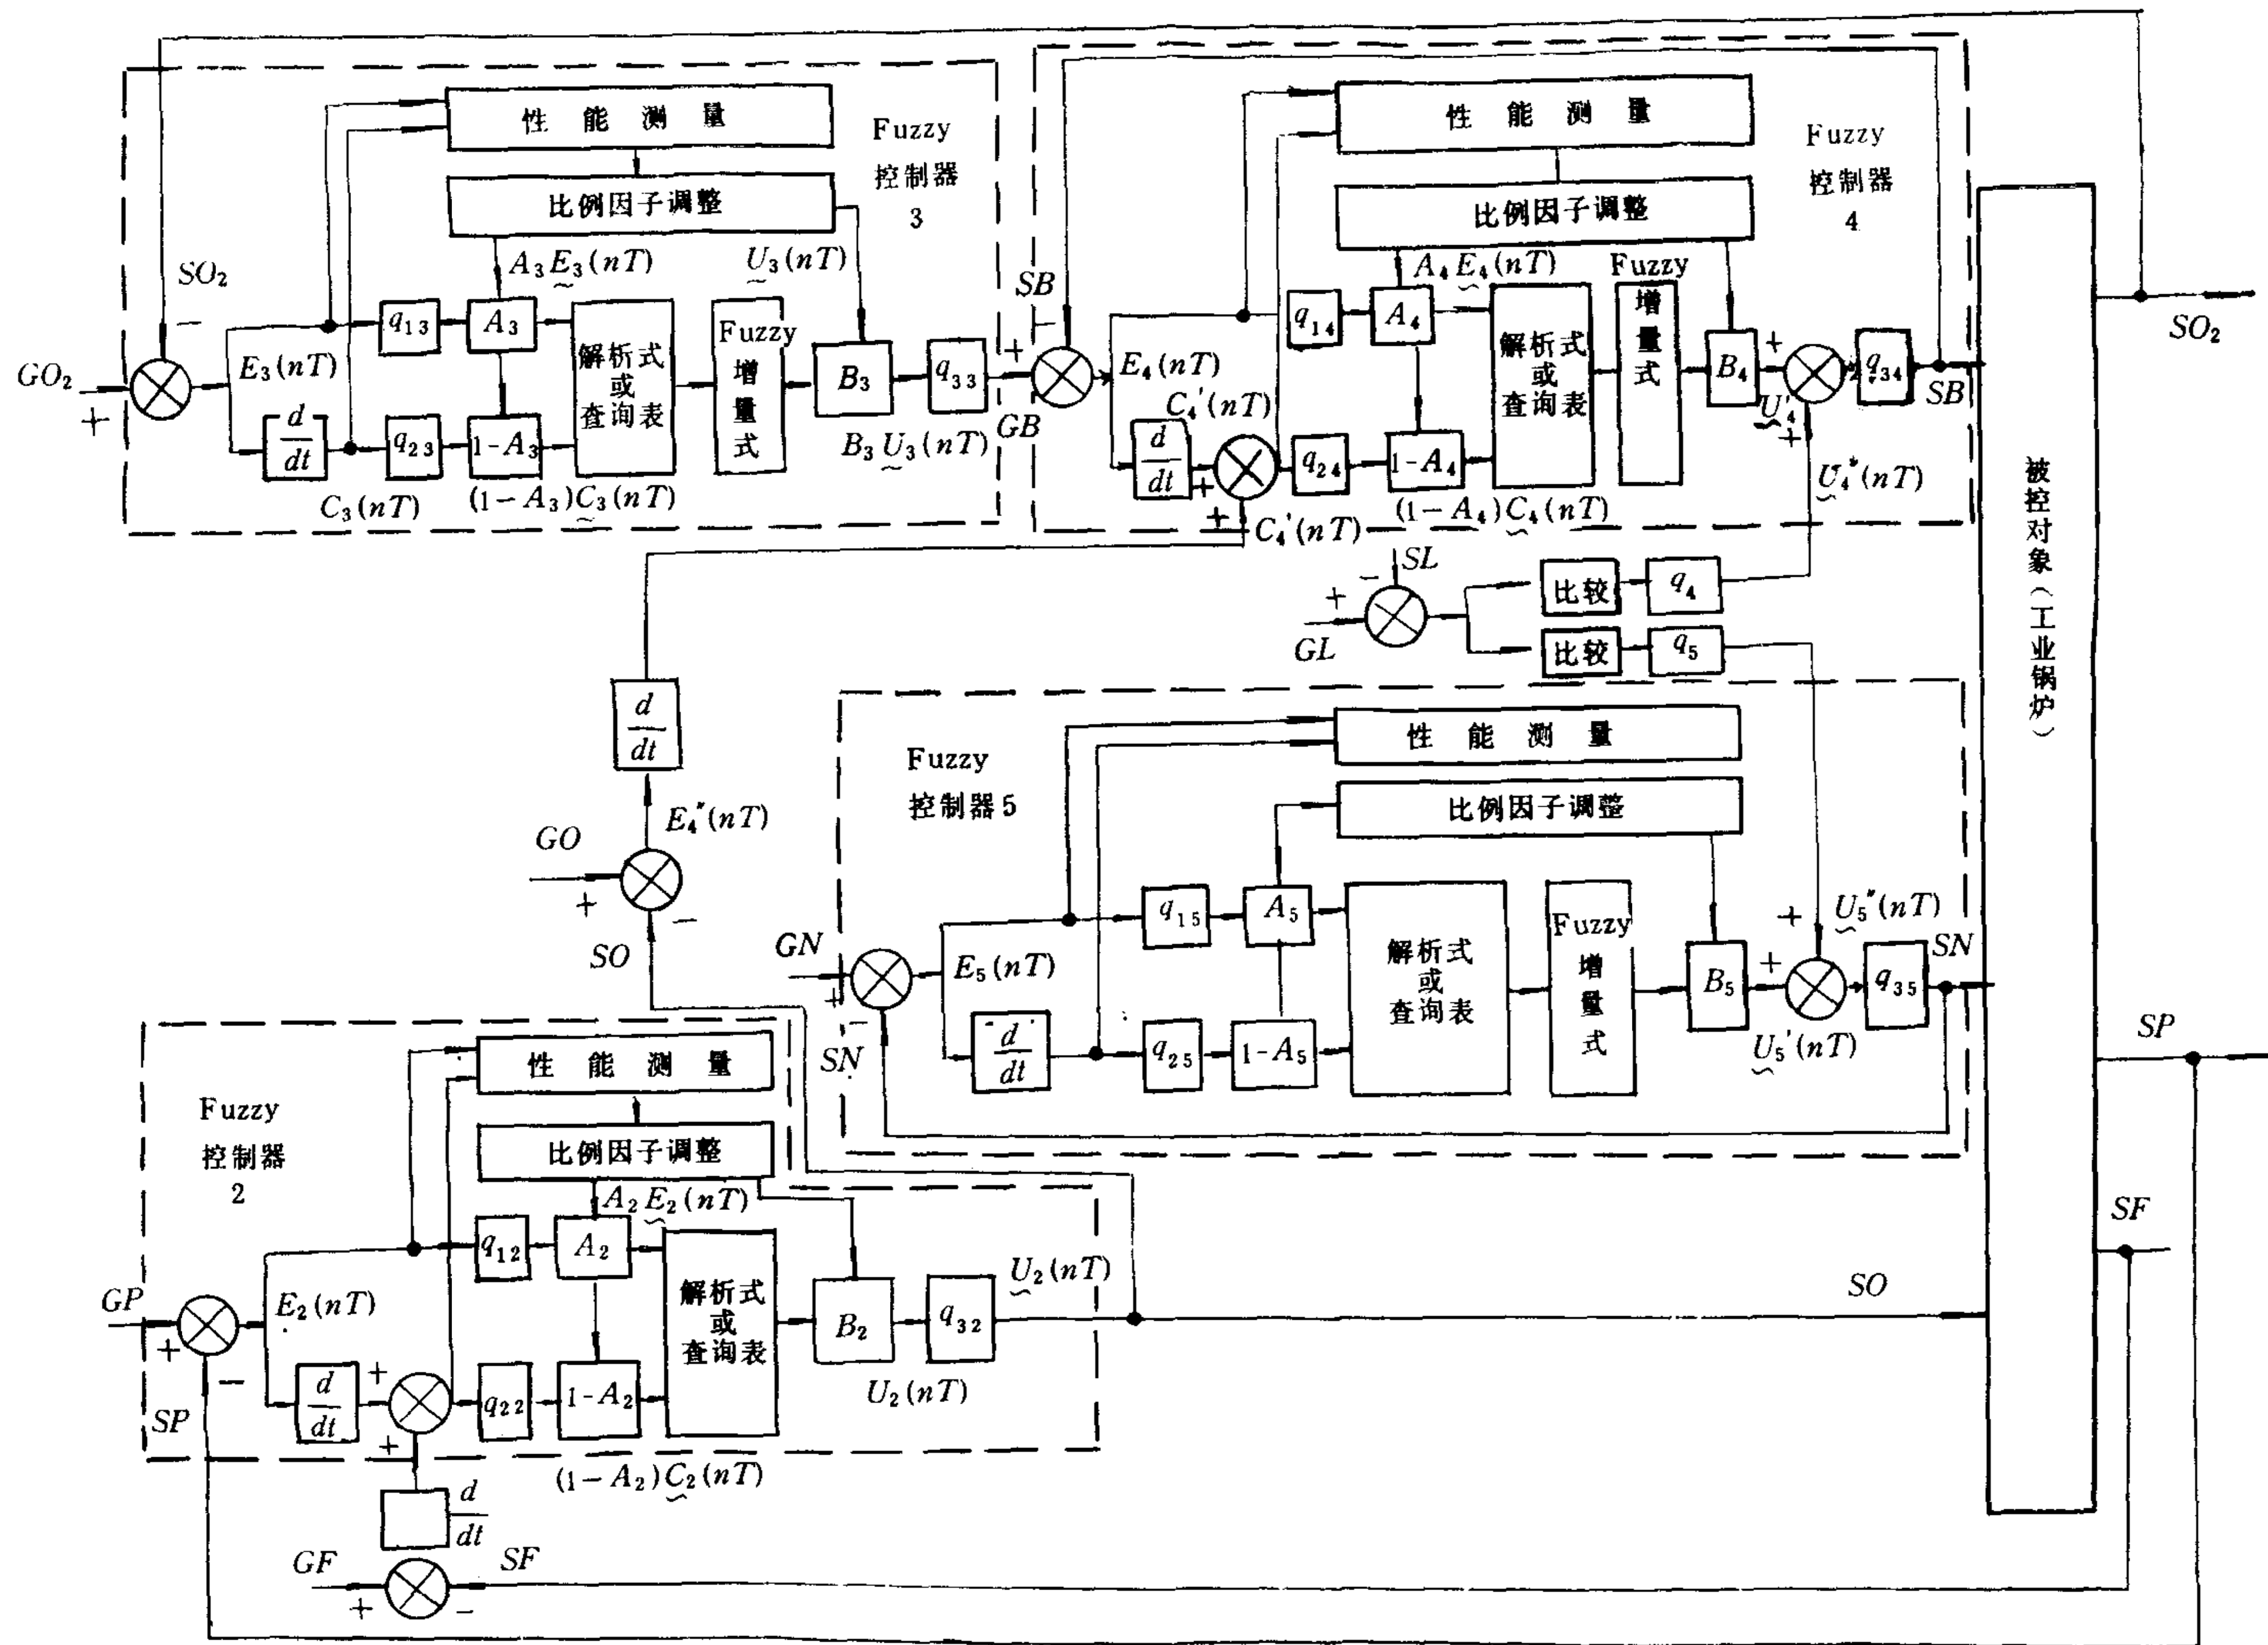 性能测量
比例因子调整
Fuzzy
控制器
3
SO₂
−
A₃E₃(nT)
U₃(nT)
GO₂
+
E₃(nT)
q₁₃
A₃
解析式
或
查询表
Fuzzy
增
量
式
B₃
q₃₃
d
dt
q₂₃
1-A₃
C₃(nT)
(1-A₃)C₃(nT)
B₃U₃(nT)
性能测量
比例因子调整
Fuzzy
控制器
4
SB
−
+
GB
A₄E₄(nT)
Fuzzy
增
量
式
E₄(nT)
q₁₄
A₄
解析式
或
查询表
B₄
+
q₃₄
SB
C₄'(nT)
d
dt
+
+
q₂₄
1-A₄
U₄'
+
U₄"(nT)
C₄'(nT)
(1-A₄)C₄(nT)
SO₂
被控对象(工业锅炉)
SL
−
+
GL
比较
q₄
比较
q₅
d
dt
E₄"(nT)
GO
+
−
SO
Fuzzy
控制器5
性能测量
比例因子调整
GN
+
−
SN
E₅(nT)
q₁₅
A₅
解析式
或
查询表
Fuzzy
增
量
式
B₅
+
+
U₅"(nT)
SN
q₃₅
U₅'(nT)
d
dt
q₂₅
1-A₅
SP
SF
Fuzzy
控制器
2
性能测量
比例因子调整
A₂E₂(nT)
GP
+
−
SP
E₂(nT)
q₁₂
A₂
解析式
或
查询表
B₂
q₃₂
U₂(nT)
U₂(nT)
SO
d
dt
+
+
q₂₂
1-A₂
(1-A₂)C₂(nT)
d
dt
GF
+
−
SF